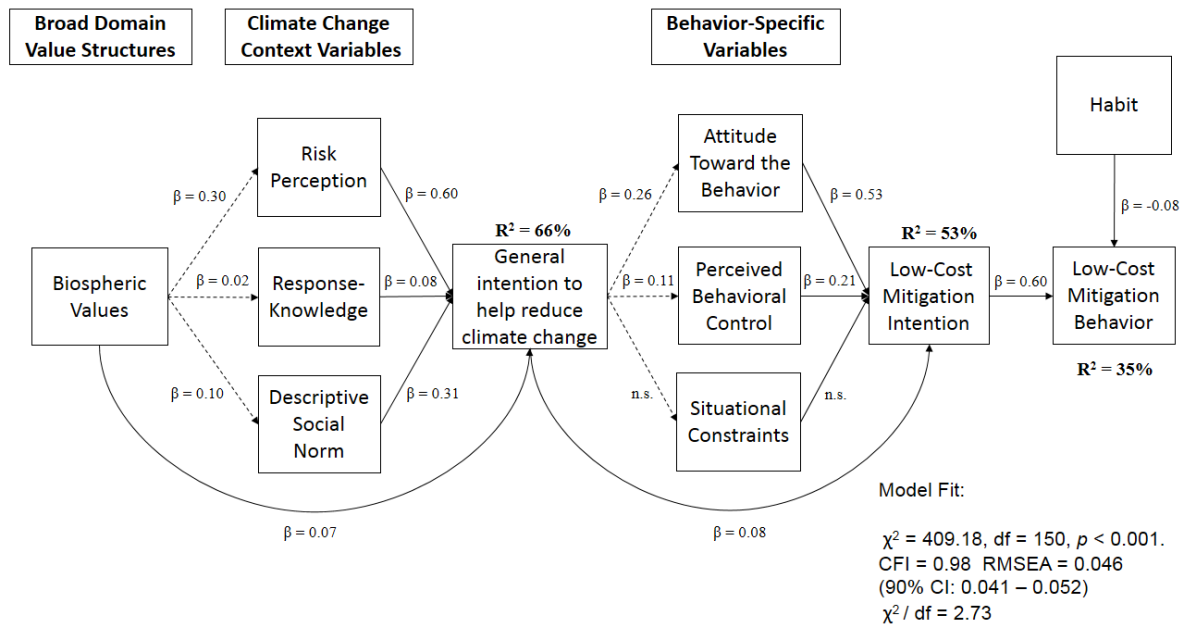 Broad Domain
Value Structures
Climate Change
Context Variables
Behavior-Specific
Variables
Habit
Risk
Perception
Attitude
Toward the
Behavior
β = 0.30
β = 0.60
β = 0.26
β = 0.53
β = -0.08
R² = 66%
R² = 53%
Biospheric
Values
β = 0.02
Response-
Knowledge
β = 0.08
General
intention to
help reduce
climate change
β = 0.11
Perceived
Behavioral
Control
β = 0.21
Low-Cost
Mitigation
Intention
β = 0.60
Low-Cost
Mitigation
Behavior
R² = 35%
β = 0.10
Descriptive
Social
Norm
β = 0.31
n.s.
Situational
Constraints
n.s.
β = 0.07
β = 0.08
Model Fit:
χ² = 409.18, df = 150, p < 0.001.
CFI = 0.98 RMSEA = 0.046
(90% CI: 0.041 – 0.052)
χ² / df = 2.73